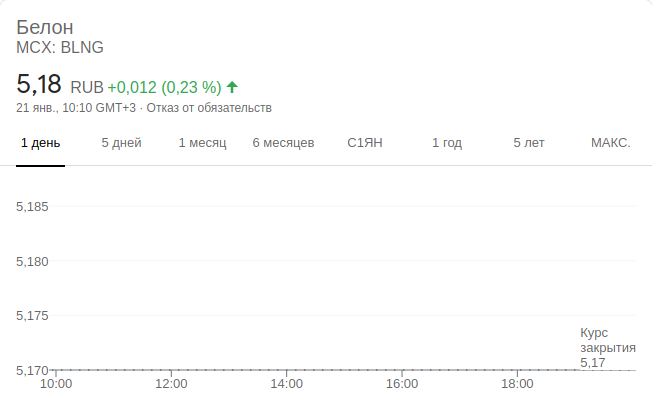 Белон
MCX: BLNG
5,18 RUB +0,012 (0,23 %)
21 янв., 10:10 GMT+3 · Отказ от обязательств
1 день 5 дней 1 месяц 6 месяцев С1ЯН 1 год 5 лет МАКС.
5,185
5,180
5,175
Курс
закрытия
5,17
5,170
10:00 12:00 14:00 16:00 18:00